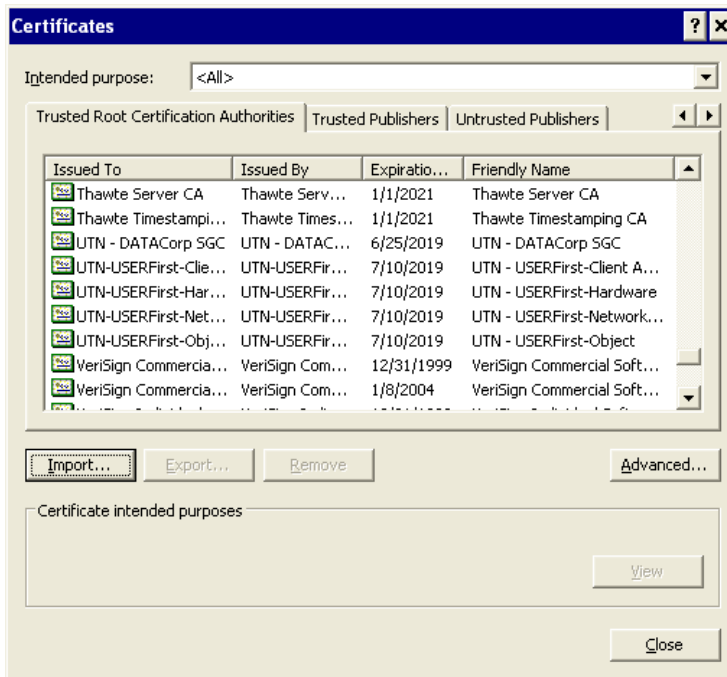 Certificates
Intended purpose: <All>
Trusted Root Certification Authorities Trusted Publishers Untrusted Publishers
Issued To Issued By Expiratio... Friendly Name
Thawte Server CA Thawte Serv... 1/1/2021 Thawte Server CA
Thawte Timestampi... Thawte Times... 1/1/2021 Thawte Timestamping CA
UTN - DATACorp SGC UTN - DATAC... 6/25/2019 UTN - DATACorp SGC
UTN-USERFirst-Clie... UTN-USERFir... 7/10/2019 UTN - USERFirst-Client A...
UTN-USERFirst-Har... UTN-USERFir... 7/10/2019 UTN - USERFirst-Hardware
UTN-USERFirst-Net... UTN-USERFir... 7/10/2019 UTN - USERFirst-Network...
UTN-USERFirst-Obj... UTN-USERFir... 7/10/2019 UTN - USERFirst-Object
VeriSign Commercia... VeriSign Com... 12/31/1999 VeriSign Commercial Soft...
VeriSign Commercia... VeriSign Com... 1/8/2004 VeriSign Commercial Soft...
Import... Export... Remove Advanced...
Certificate intended purposes
View
Close